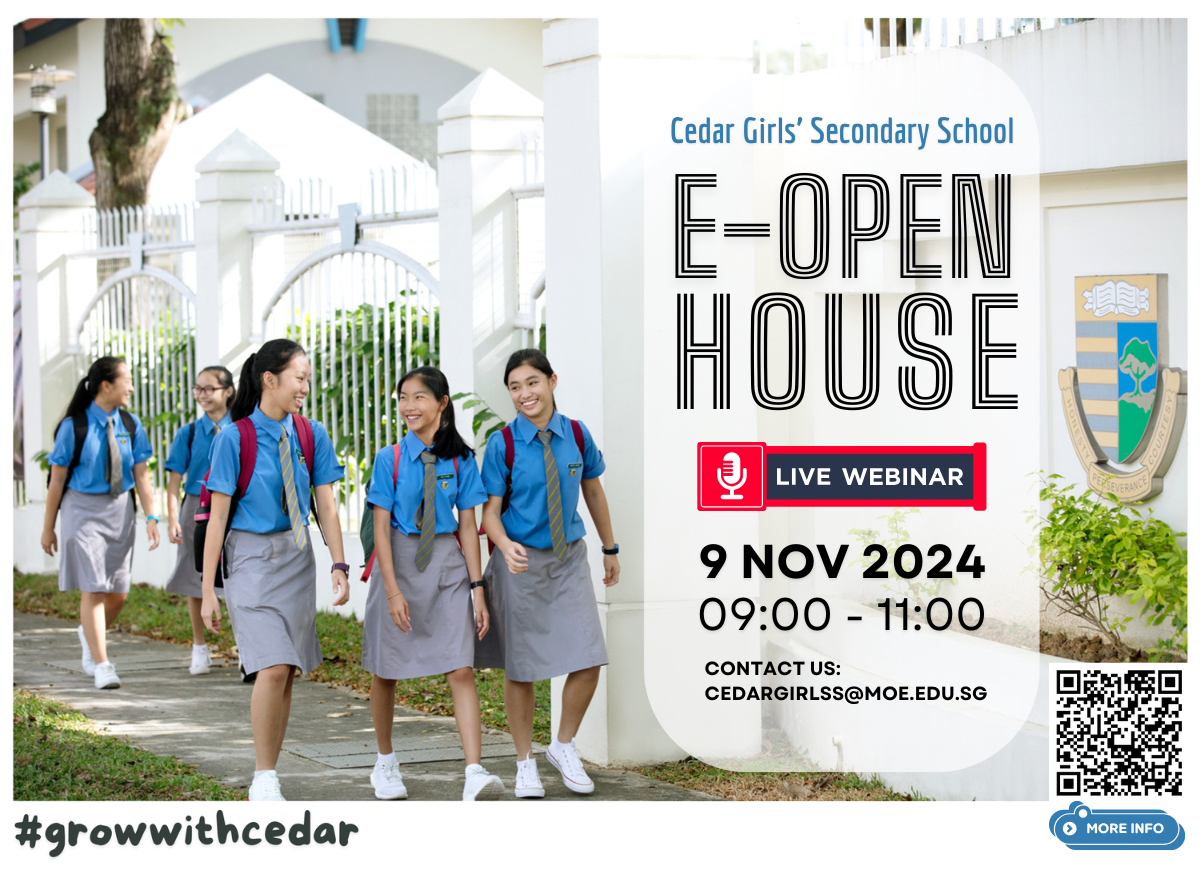 Cedar Girls' Secondary School
E-OPEN
HOUSE
LIVE WEBINAR
9 NOV 2024
09:00 - 11:00
CONTACT US:
CEDARGIRLSS@MOE.EDU.SG
PERSEVERANCE
#growwithcedar
MORE INFO